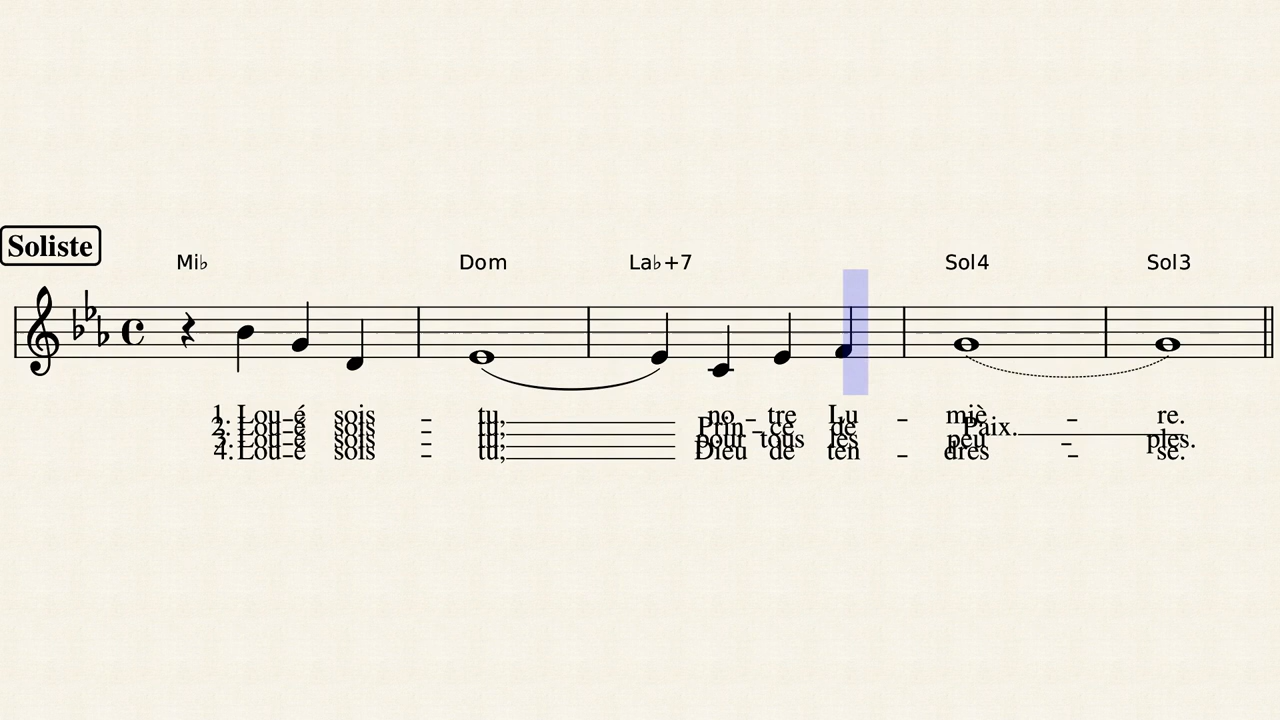 Soliste
Mi♭ Dom La♭+7 Sol4 Sol3
1. Lou-é sois - tu, no - tre Lu - miè - re.
2. Lou-é sois - tu, Prin - ce de Paix.
3. Lou-é sois - tu, pour tous les peu - ples.
4. Lou-é sois - tu, Dieu de ten - dres - se.